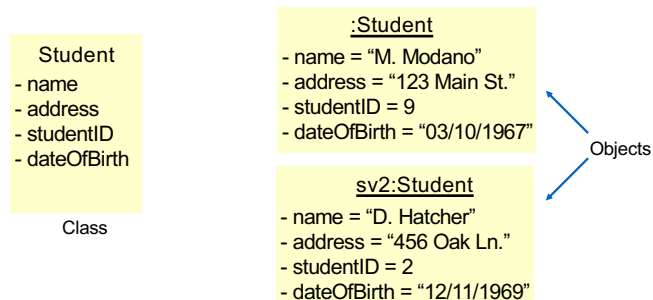 Student
- name
- address
- studentID
- dateOfBirth
Class
:Student
- name = “M. Modano”
- address = “123 Main St.”
- studentID = 9
- dateOfBirth = “03/10/1967”
Objects
sv2:Student
- name = “D. Hatcher”
- address = “456 Oak Ln.”
- studentID = 2
- dateOfBirth = “12/11/1969”